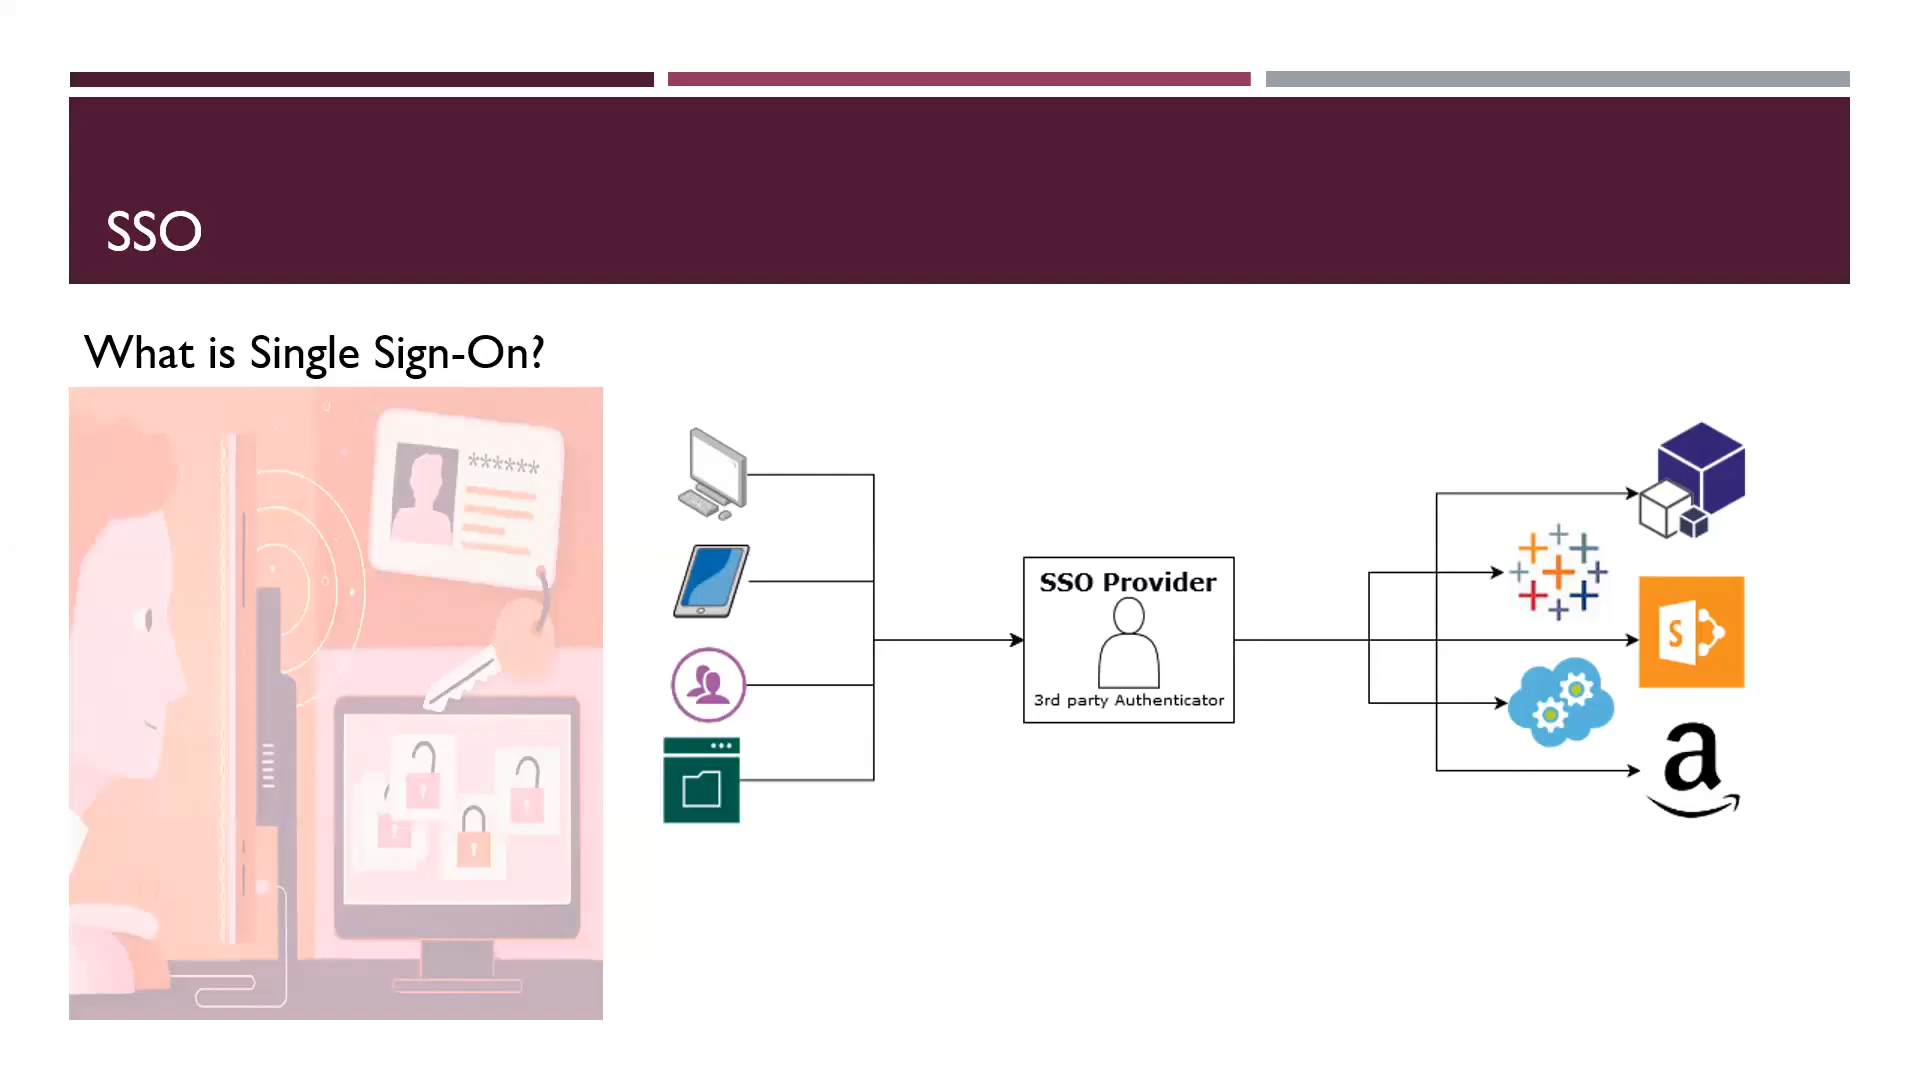 SSO
What is Single Sign-On?
******
SSO Provider
3rd party Authenticator
S
a